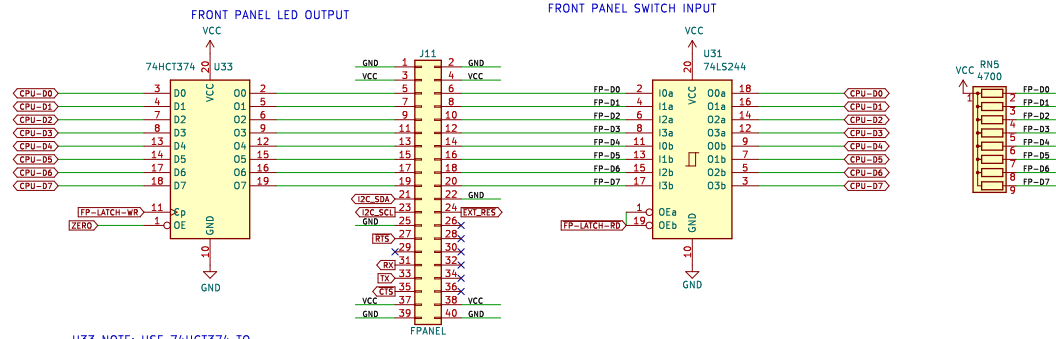 FRONT PANEL LED OUTPUT
FRONT PANEL SWITCH INPUT
VCC
74HCT374 U33
20
VCC
CPU-D0 3 D0 O0 2
CPU-D1 4 D1 O1 5
CPU-D2 7 D2 O2 6
CPU-D3 8 D3 O3 9
CPU-D4 13 D4 O4 12
CPU-D5 14 D5 O5 15
CPU-D6 17 D6 O6 16
CPU-D7 18 D7 O7 19
FP-LATCH-WR 11 Cp
ZERO 1 OE
GND
10
GND
J11
GND 1 2 GND
VCC 3 4 VCC
5 6
7 8
9 10
11 12
13 14
15 16
17 18
19 20
I2C_SDA 21 22 GND
I2C_SCL 23 24 EXT_RES
GND 25 26
RTS 27 28
29 30
RX 31 32
TX 33 34
CTS 35 36
VCC 37 38 VCC
GND 39 40 GND
FPANEL
VCC
U31
74LS244
20
VCC
FP-D0 2 I0a O0a 18 CPU-D0
FP-D1 4 I1a O1a 16 CPU-D1
FP-D2 6 I2a O2a 14 CPU-D2
FP-D3 8 I3a O3a 12 CPU-D3
FP-D4 11 I0b O0b 9 CPU-D4
FP-D5 13 I1b O1b 7 CPU-D5
FP-D6 15 I2b O2b 5 CPU-D6
FP-D7 17 I3b O3b 3 CPU-D7
1 OEa
FP-LATCH-RD 19 OEb
GND
10
GND
RN5
4700
VCC
1
2 FP-D0
3 FP-D1
4 FP-D2
5 FP-D3
6 FP-D4
7 FP-D5
8 FP-D6
9 FP-D7
U33 NOTE: USE 74HCT374 TO